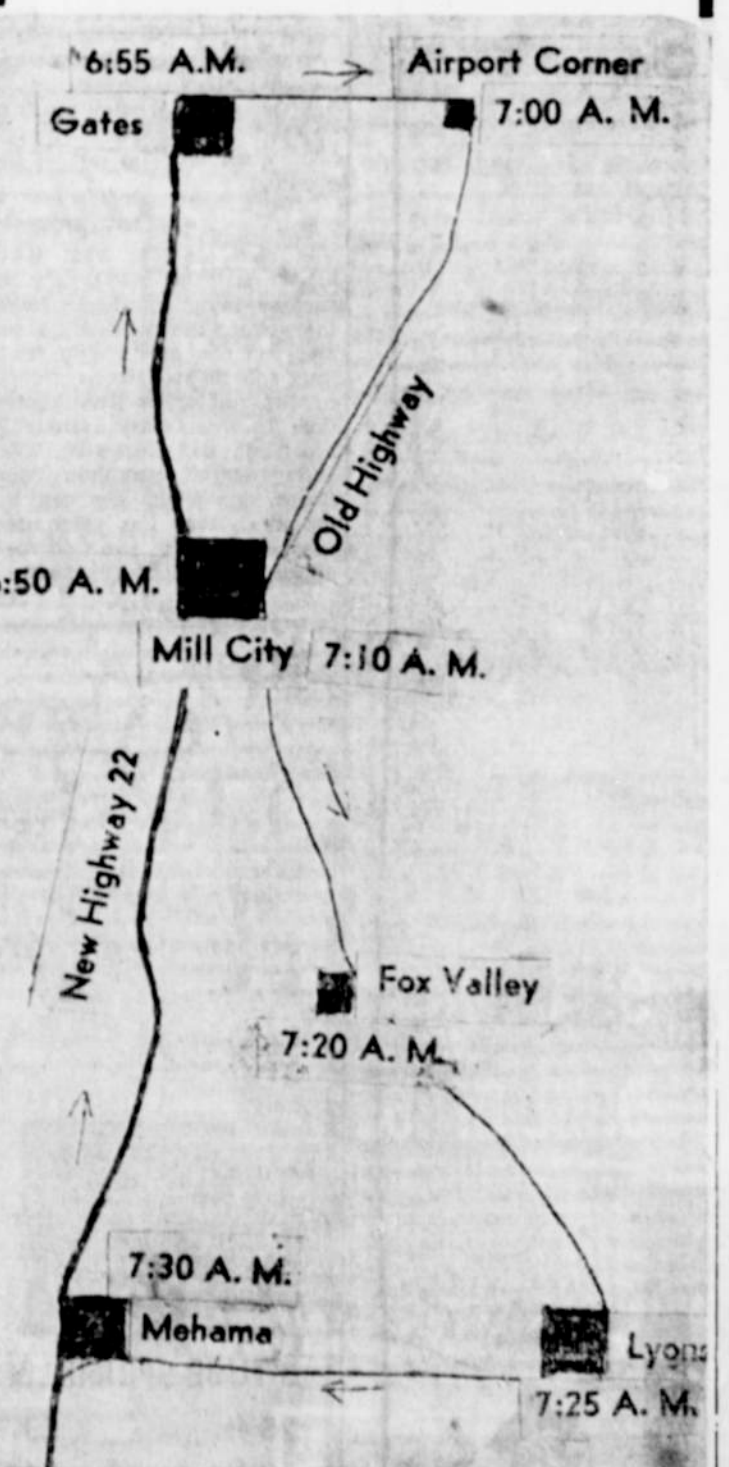 6:55 A.M.
Airport Corner
Gates
7:00 A. M.
Old Highway
:50 A. M.
Mill City
7:10 A. M.
New Highway 22
Fox Valley
7:20 A. M.
7:30 A. M.
Mehama
Lyons
7:25 A. M.